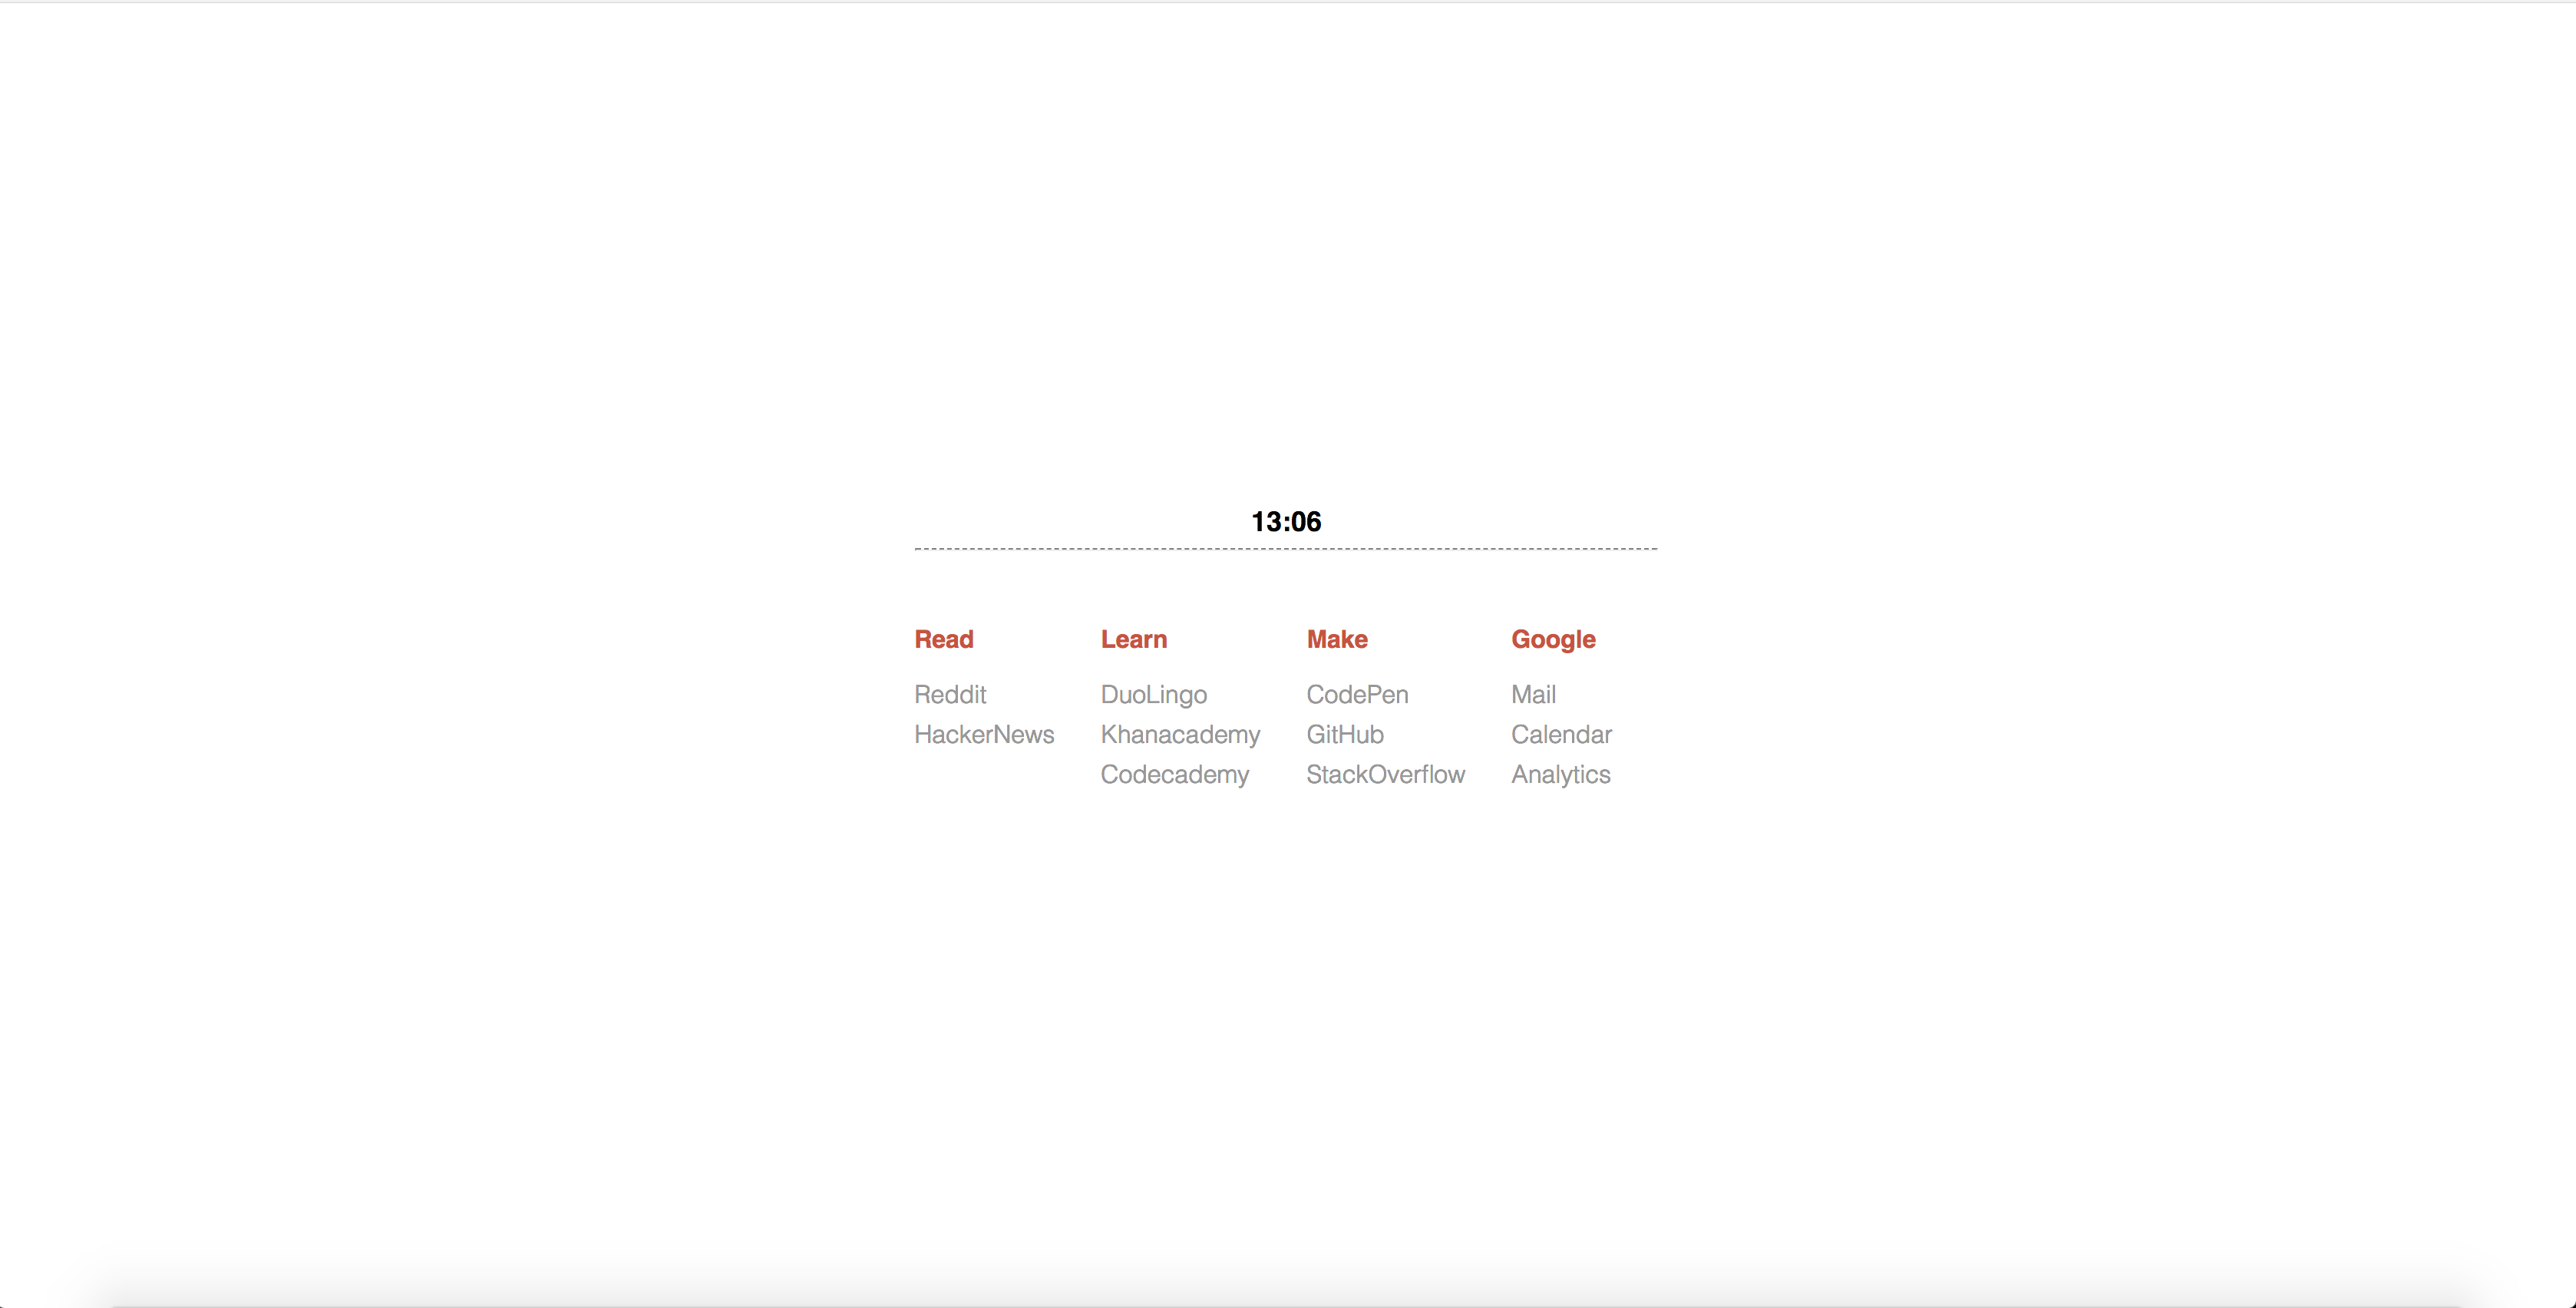 13:06
Read
Reddit
HackerNews
Learn
DuoLingo
Khanacademy
Codecademy
Make
CodePen
GitHub
StackOverflow
Google
Mail
Calendar
Analytics